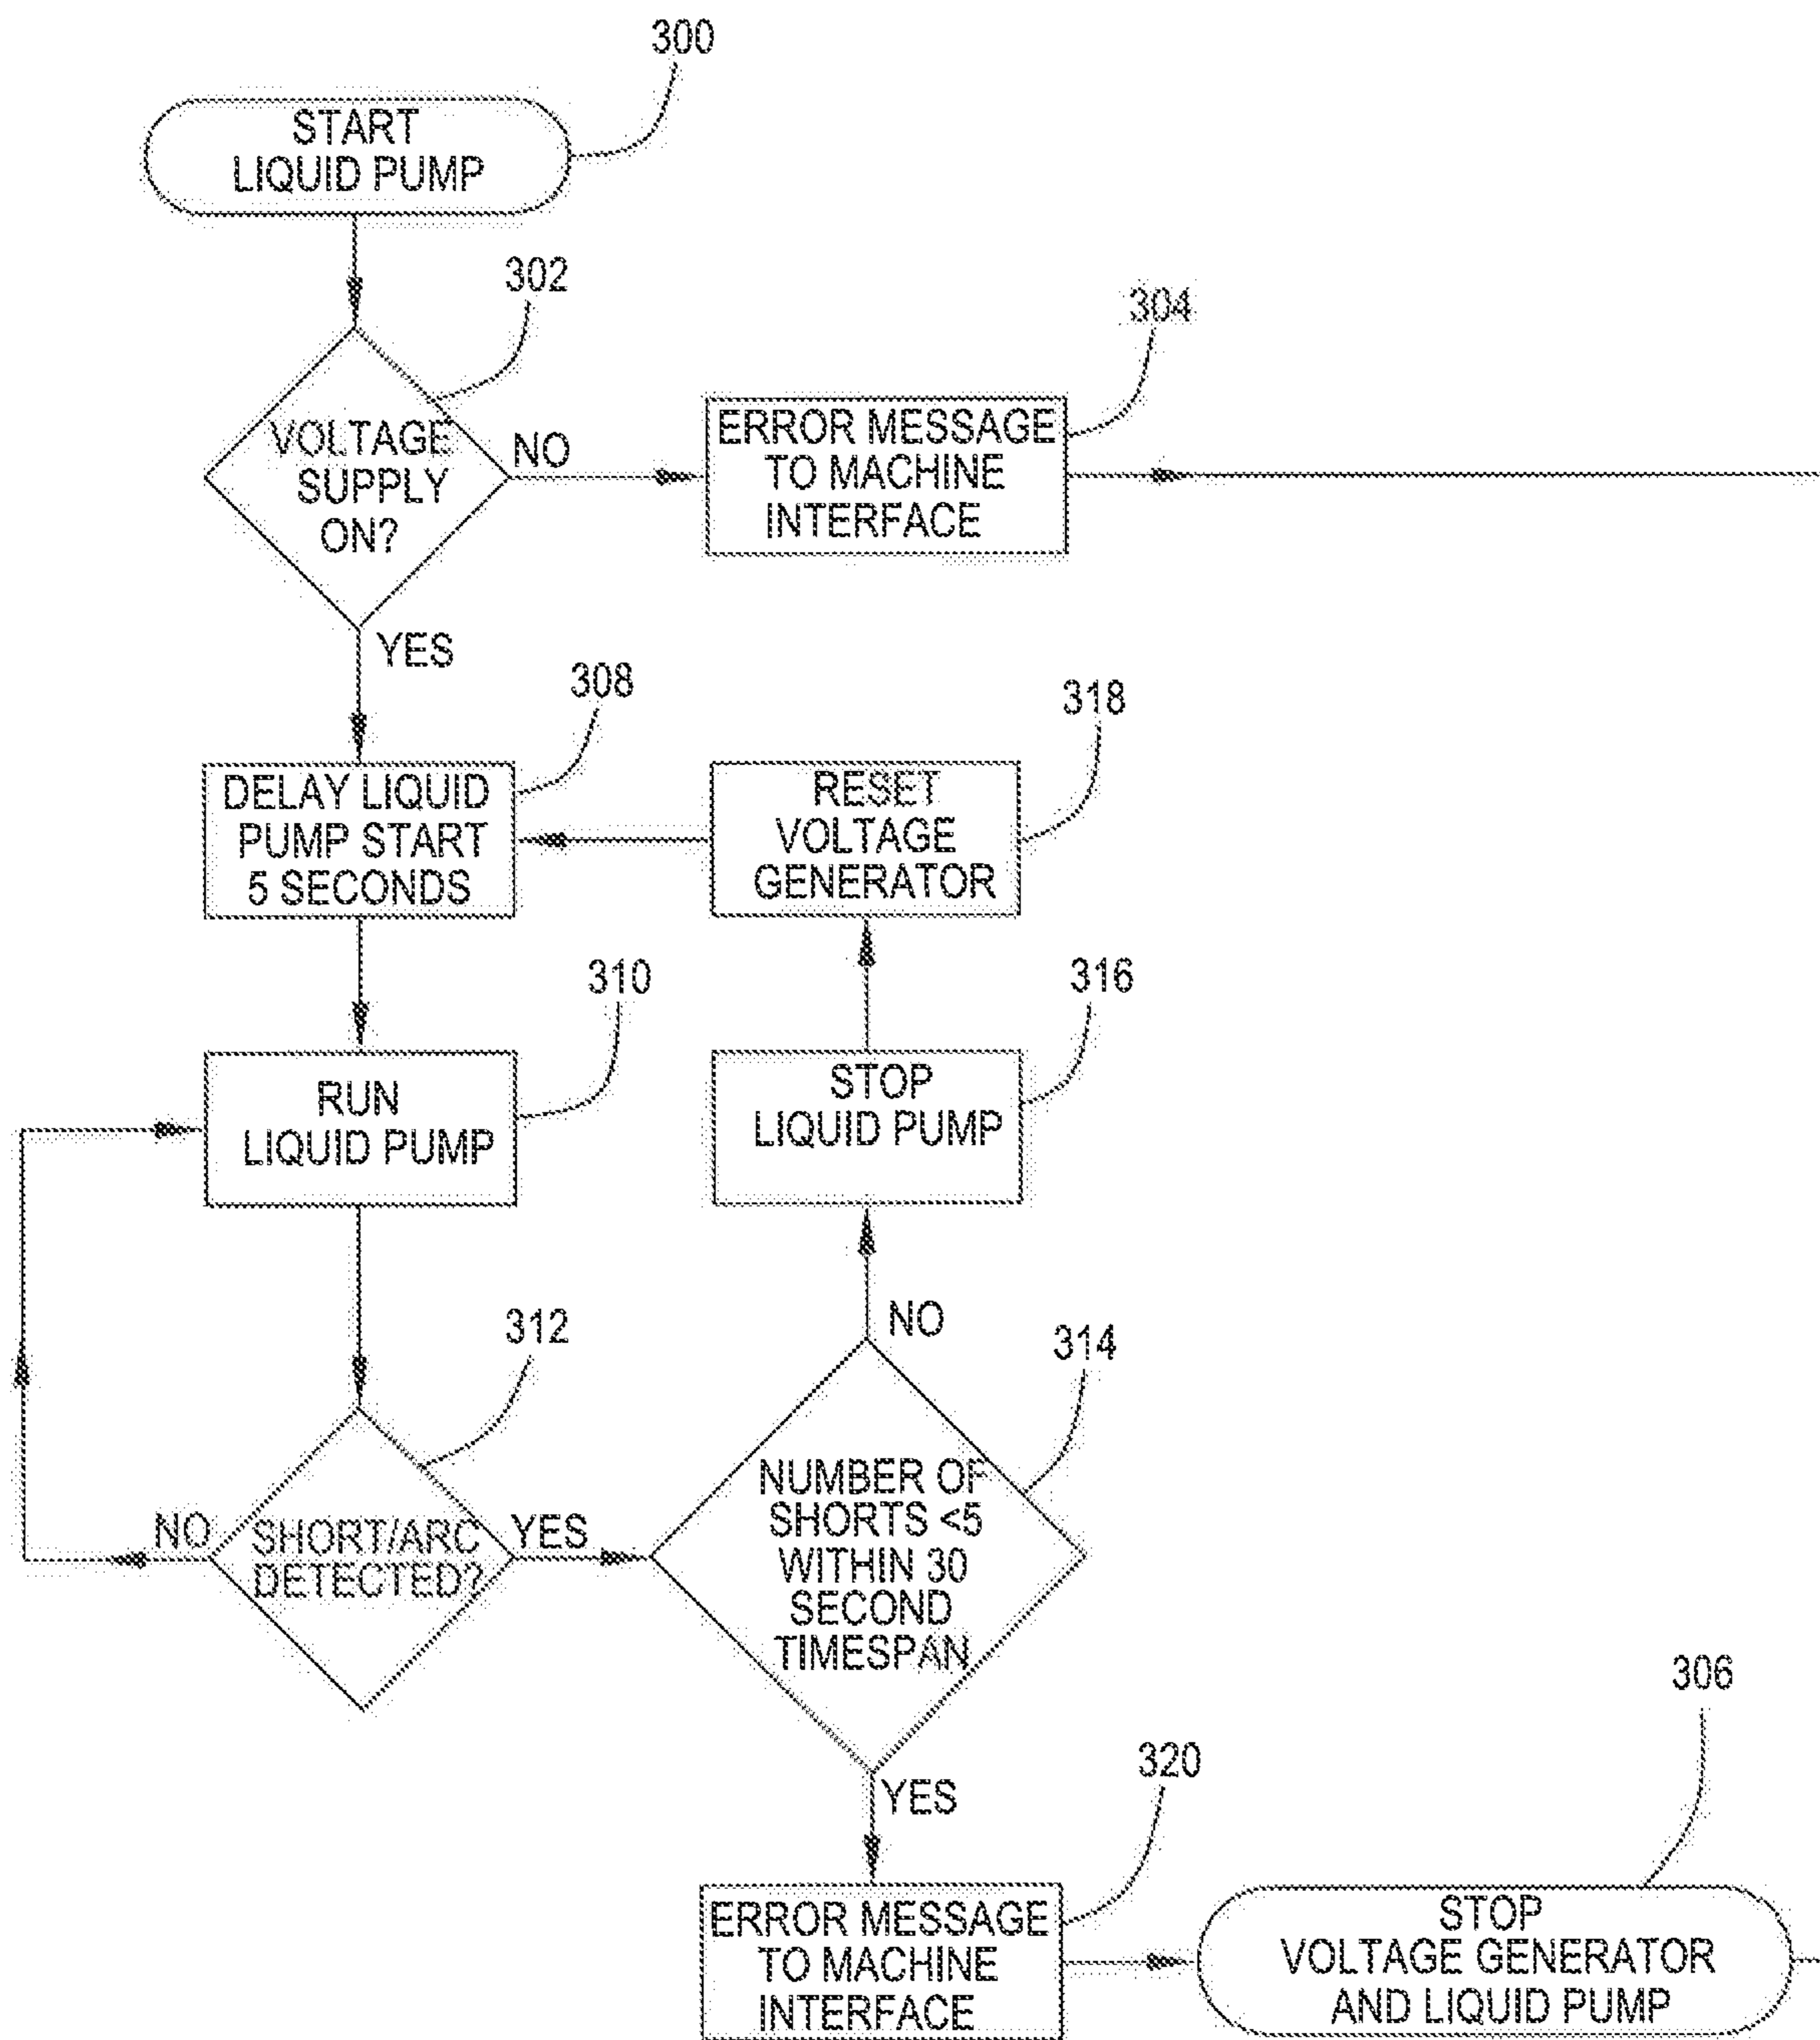 300
START
LIQUID PUMP
302
304
VOLTAGE
SUPPLY
ON?
NO
ERROR MESSAGE
TO MACHINE
INTERFACE
YES
308
318
DELAY LIQUID
PUMP START
5 SECONDS
RESET
VOLTAGE
GENERATOR
310
316
RUN
LIQUID PUMP
STOP
LIQUID PUMP
312
NO
314
NO
SHORT/ARC
DETECTED?
YES
NUMBER OF
SHORTS <5
WITHIN 30
SECOND
TIMESPAN
306
320
YES
ERROR MESSAGE
TO MACHINE
INTERFACE
STOP
VOLTAGE GENERATOR
AND LIQUID PUMP